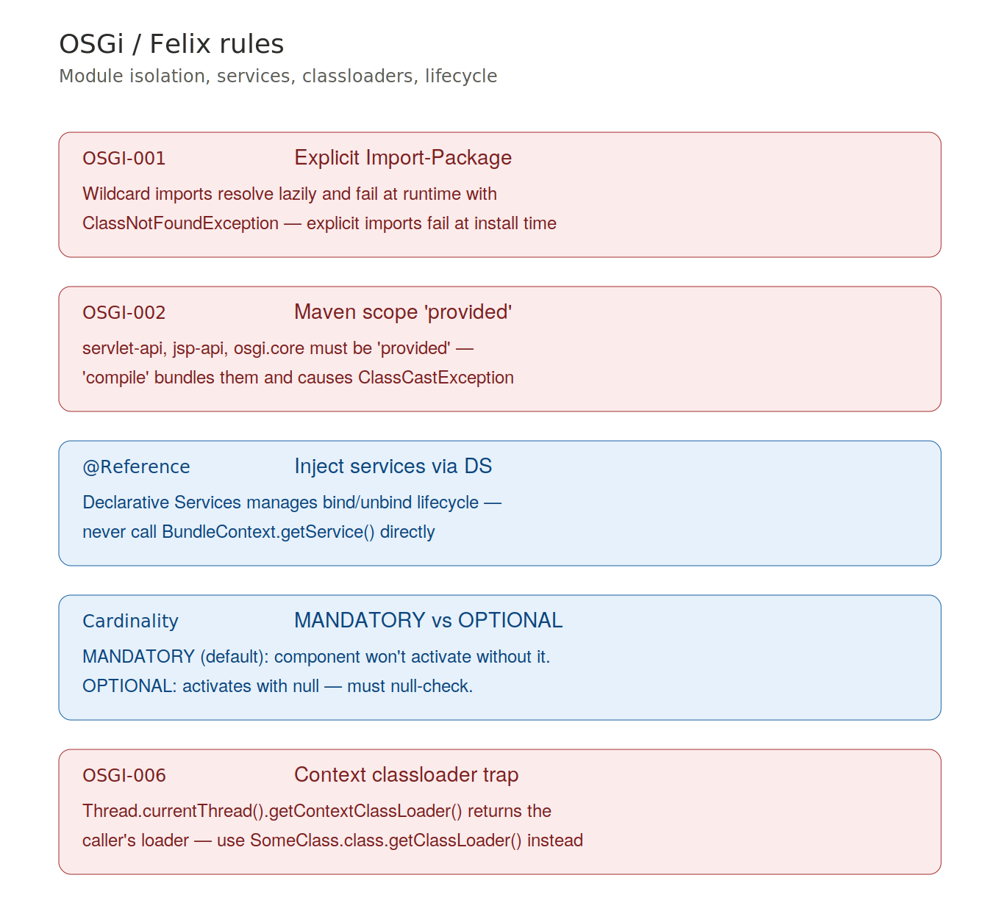 OSGi / Felix rules
Module isolation, services, classloaders, lifecycle
OSGI-001 Explicit Import-Package
Wildcard imports resolve lazily and fail at runtime with
ClassNotFoundException — explicit imports fail at install time
OSGI-002 Maven scope 'provided'
servlet-api, jsp-api, osgi.core must be 'provided' —
'compile' bundles them and causes ClassCastException
@Reference Inject services via DS
Declarative Services manages bind/unbind lifecycle —
never call BundleContext.getService() directly
Cardinality MANDATORY vs OPTIONAL
MANDATORY (default): component won't activate without it.
OPTIONAL: activates with null — must null-check.
OSGI-006 Context classloader trap
Thread.currentThread().getContextClassLoader() returns the
caller's loader — use SomeClass.class.getClassLoader() instead